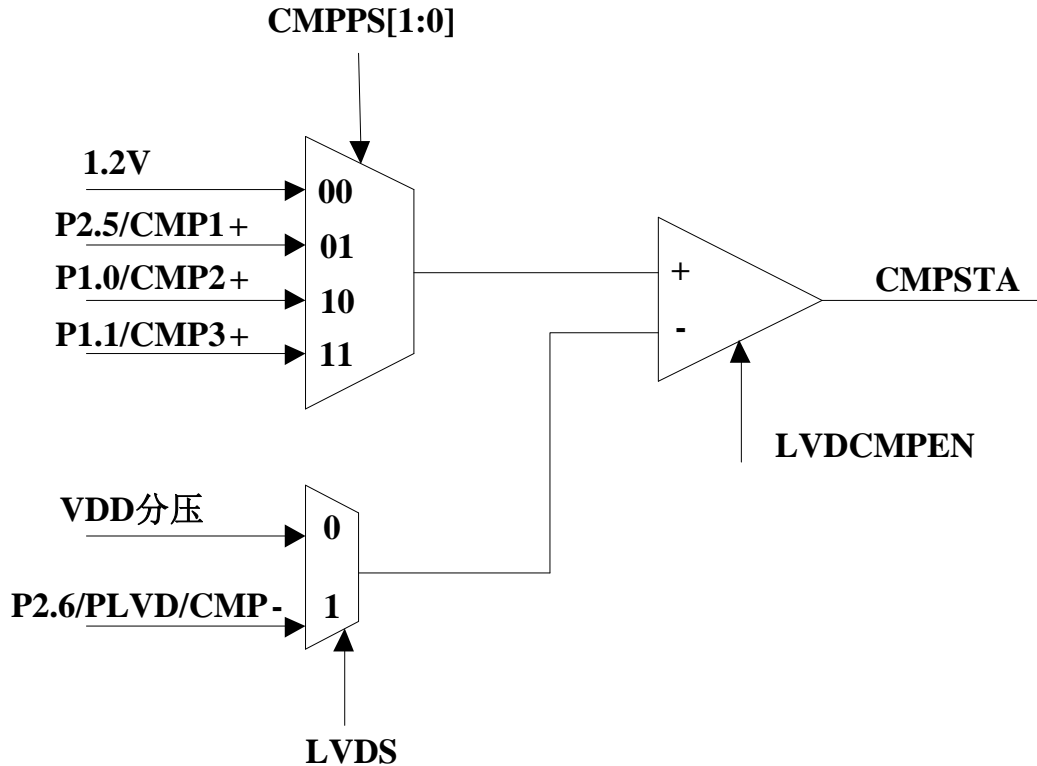 CMPPS[1:0]
1.2V
00
P2.5/CMP1+
01
P1.0/CMP2+
10
P1.1/CMP3+
11
+
-
CMPSTA
LVDCMPEN
VDD分压
0
P2.6/PLVD/CMP-
1
LVDS